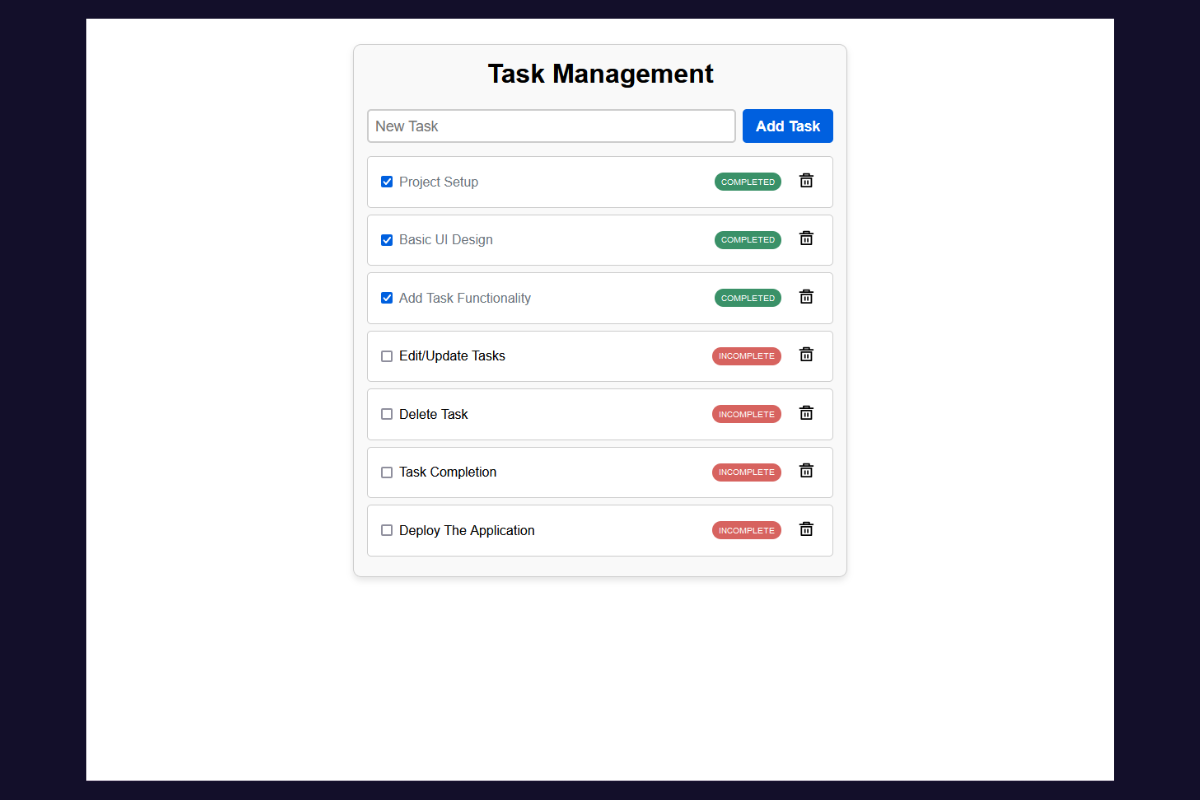 Task Management
New Task
Add Task
Project Setup COMPLETED
Basic UI Design COMPLETED
Add Task Functionality COMPLETED
Edit/Update Tasks INCOMPLETE
Delete Task INCOMPLETE
Task Completion INCOMPLETE
Deploy The Application INCOMPLETE